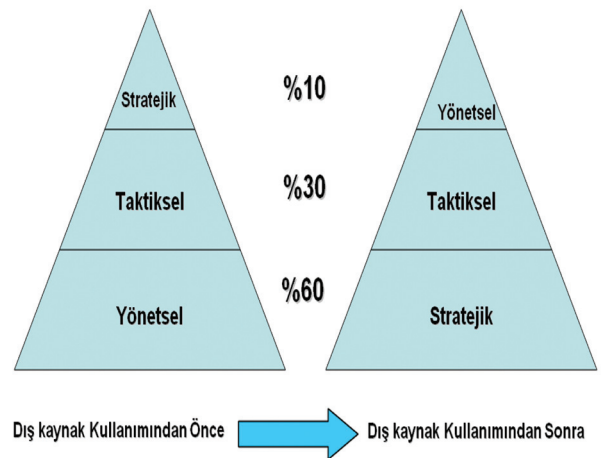 Stratejik
%10
Yönetsel
Taktiksel
%30
Taktiksel
Yönetsel
%60
Stratejik
Dış kaynak Kullanımından Önce
Dış kaynak Kullanımından Sonra